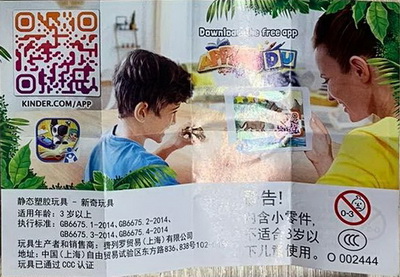 Download the free app
APPLAYDU
KINDER.COM/APP
静态塑胶玩具 - 新奇玩具
适用年龄: 3 岁以上
执行标准: GB6675.1-2014、GB6675.2-2014、
GB6675.3-2014、GB6675.4-2014
玩具生产者和销售商: 费列罗贸易(上海)有限公司
地址: 中国(上海)自由贸易试验区东方路836、838号102
玩具已通过 CCC 认证
告!
含小零件,
适合3岁以
下儿 使用。
0-3
CCC
O 002444